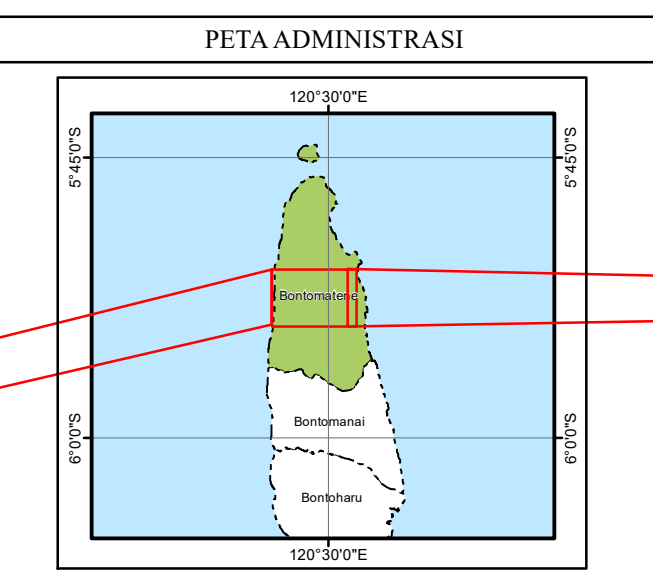 PETA ADMINISTRASI
120°30'0"E
5°45'0"S
5°45'0"S
Bontomatene
Bontomanai
6°0'0"S
6°0'0"S
Bontoharu
120°30'0"E